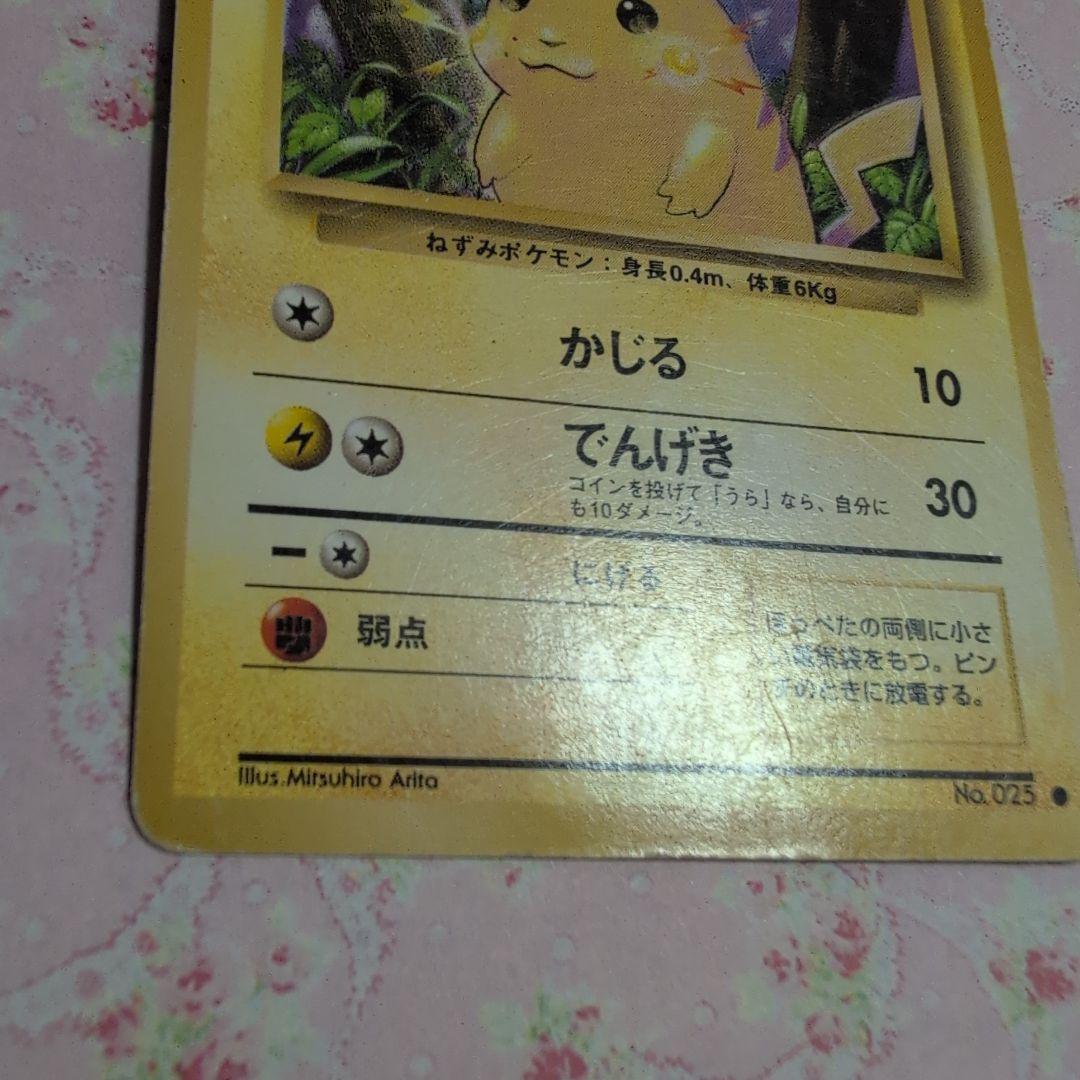 ねずみポケモン：身長0.4m、体重6Kg
かじる 10
でんげき 30
コインを投げて「うら」なら、自分に
も10ダメージ。
にげる
弱点
ほっぺたの両側に小さ
い電気袋をもつ。ピン
チのときに放電する。
Illus.Mitsuhiro Arita
No.025 ●